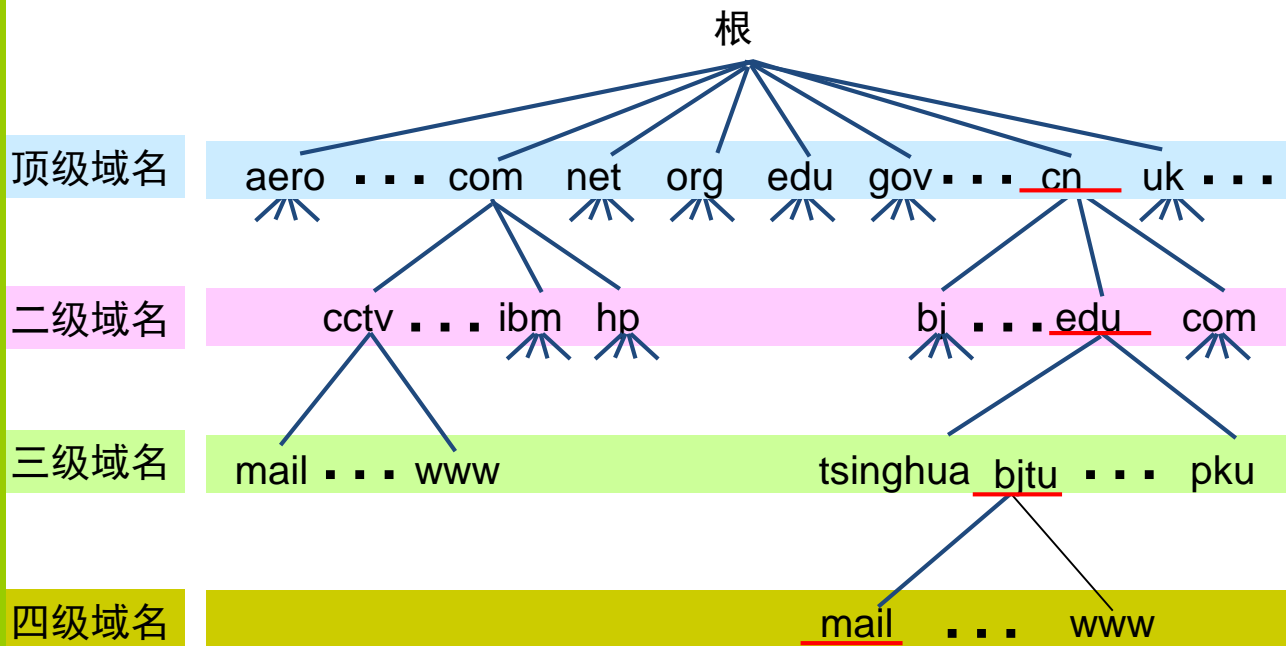 根
顶级域名 aero ... com net org edu gov ... cn uk ...
二级域名 cctv ... ibm hp bj ... edu com
三级域名 mail ... www tsinghua bjtu ... pku
四级域名 mail ... www